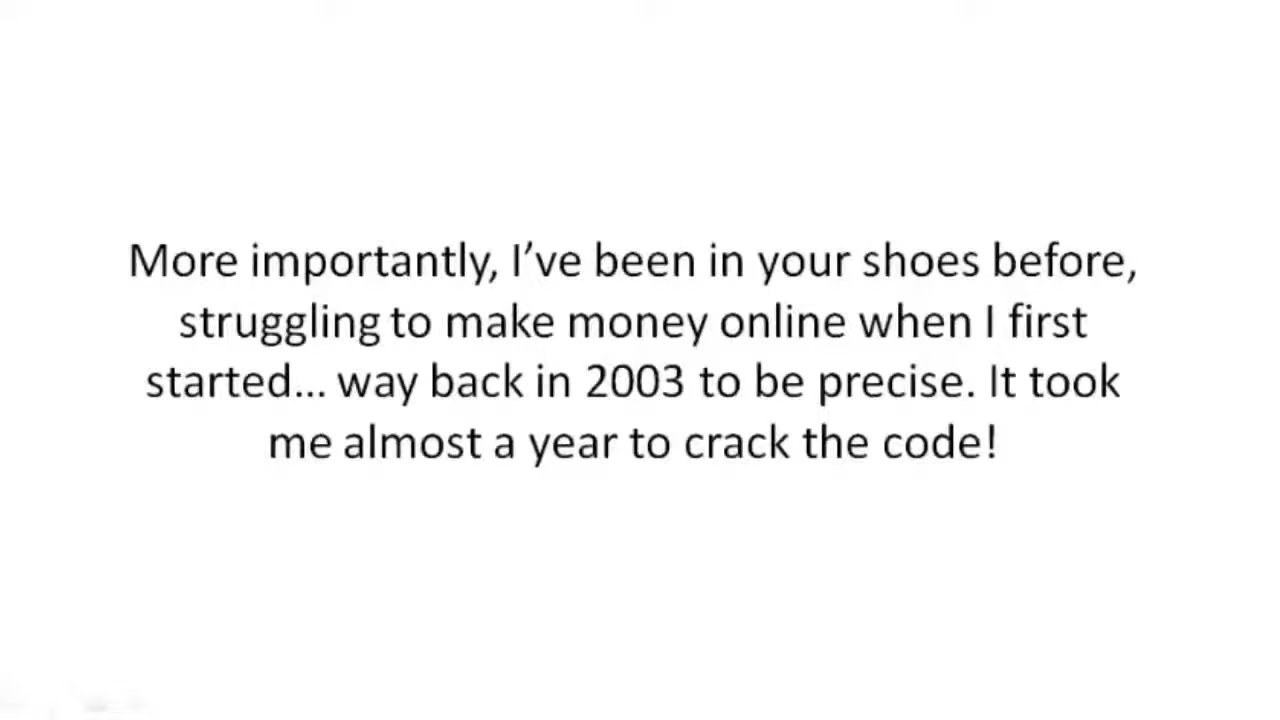 More importantly, I’ve been in your shoes before,
struggling to make money online when I first
started... way back in 2003 to be precise. It took
me almost a year to crack the code!